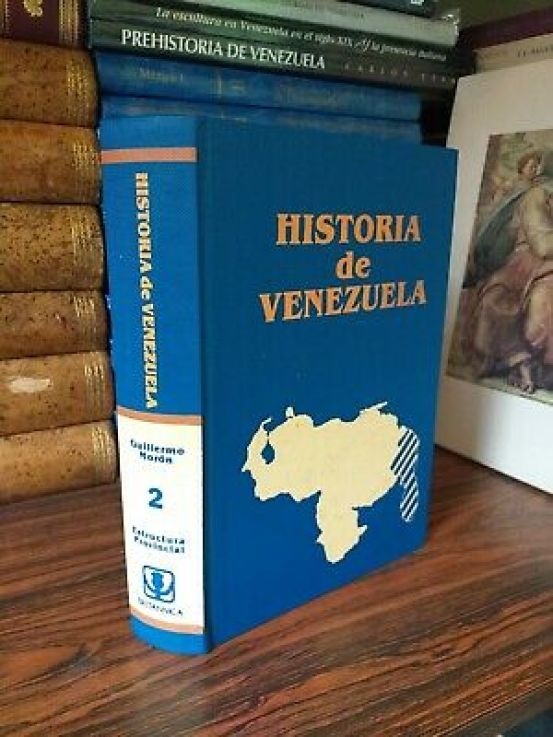 La escultura en Venezuela en el siglo XIX y la presencia italiana
PREHISTORIA DE VENEZUELA
HISTORIA de VENEZUELA
Guillermo
Morón
2
Estructura
Provincial
BRITANNICA
HISTORIA
de
VENEZUELA